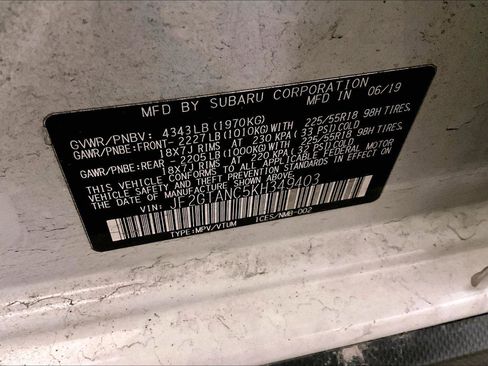 MFD BY SUBARU CORPORATION
MFD IN 06/19
GVWR/PNBV: 4343LB (1970KG)
GAWR/PNBE:FRONT- 2227LB (1010KG) WITH 225/55R18 98H TIRES,
18X7J RIMS AT 230 KPA (33 PSI) COLD
GAWR/PNBE:REAR - 2205LB (1000KG) WITH 225/55R18 98H TIRES,
18X7J RIMS AT 220 KPA (32 PSI) COLD
THIS VEHICLE CONFORMS TO ALL APPLICABLE FEDERAL MOTOR
VEHICLE SAFETY STANDARDS IN EFFECT ON
THE DATE OF MANUFACTURE SHOWN ABOVE.
VIN: JF2GTANC5KH349403
TYPE:MPV/VTUM ICES/NMB-002